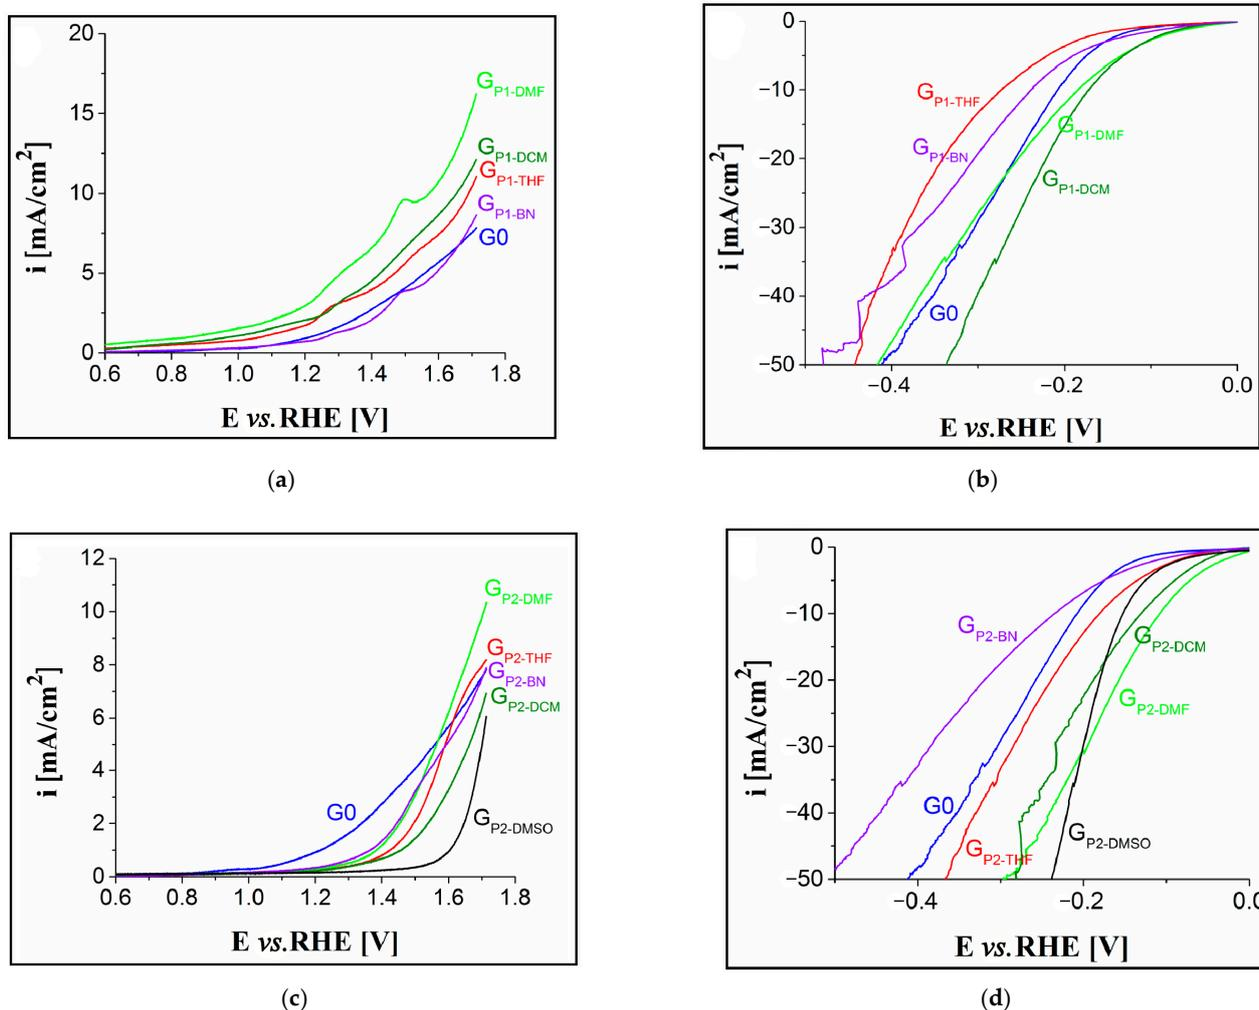 20
15
10
5
0
0.6 0.8 1.0 1.2 1.4 1.6 1.8
i [mA/cm²]
E vs.RHE [V]
G P1-DMF
G P1-DCM
G P1-THF
G P1-BN
G0
(a)
0
−10
−20
−30
−40
−50
−0.4 −0.2 0.0
i [mA/cm²]
E vs.RHE [V]
G P1-THF
G P1-DMF
G P1-BN
G P1-DCM
G0
(b)
12
10
8
6
4
2
0
0.6 0.8 1.0 1.2 1.4 1.6 1.8
i [mA/cm²]
E vs.RHE [V]
G P2-DMF
G P2-THF
G P2-BN
G P2-DCM
G0
G P2-DMSO
(c)
0
−10
−20
−30
−40
−50
−0.4 −0.2 0.0
i [mA/cm²]
E vs.RHE [V]
G P2-BN
G P2-DCM
G P2-DMF
G0
G P2-DMSO
G P2-THF
(d)